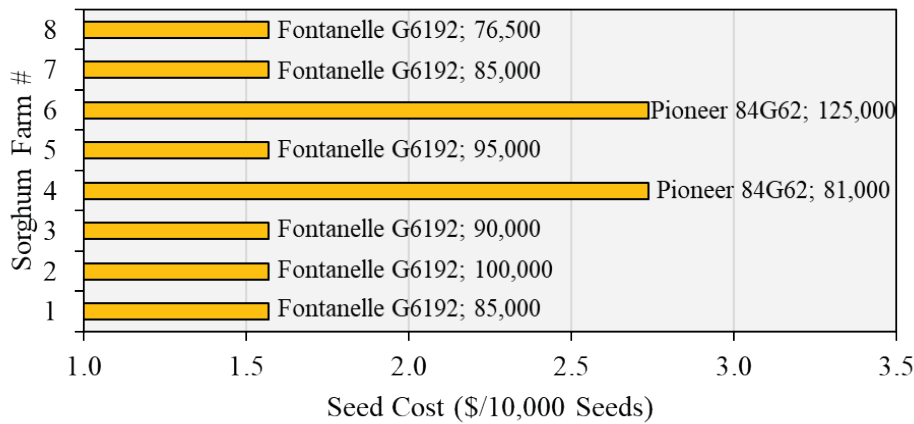 Sorghum Farm #
8 Fontanelle G6192; 76,500
7 Fontanelle G6192; 85,000
6 Pioneer 84G62; 125,000
5 Fontanelle G6192; 95,000
4 Pioneer 84G62; 81,000
3 Fontanelle G6192; 90,000
2 Fontanelle G6192; 100,000
1 Fontanelle G6192; 85,000
1.0 1.5 2.0 2.5 3.0 3.5
Seed Cost ($/10,000 Seeds)